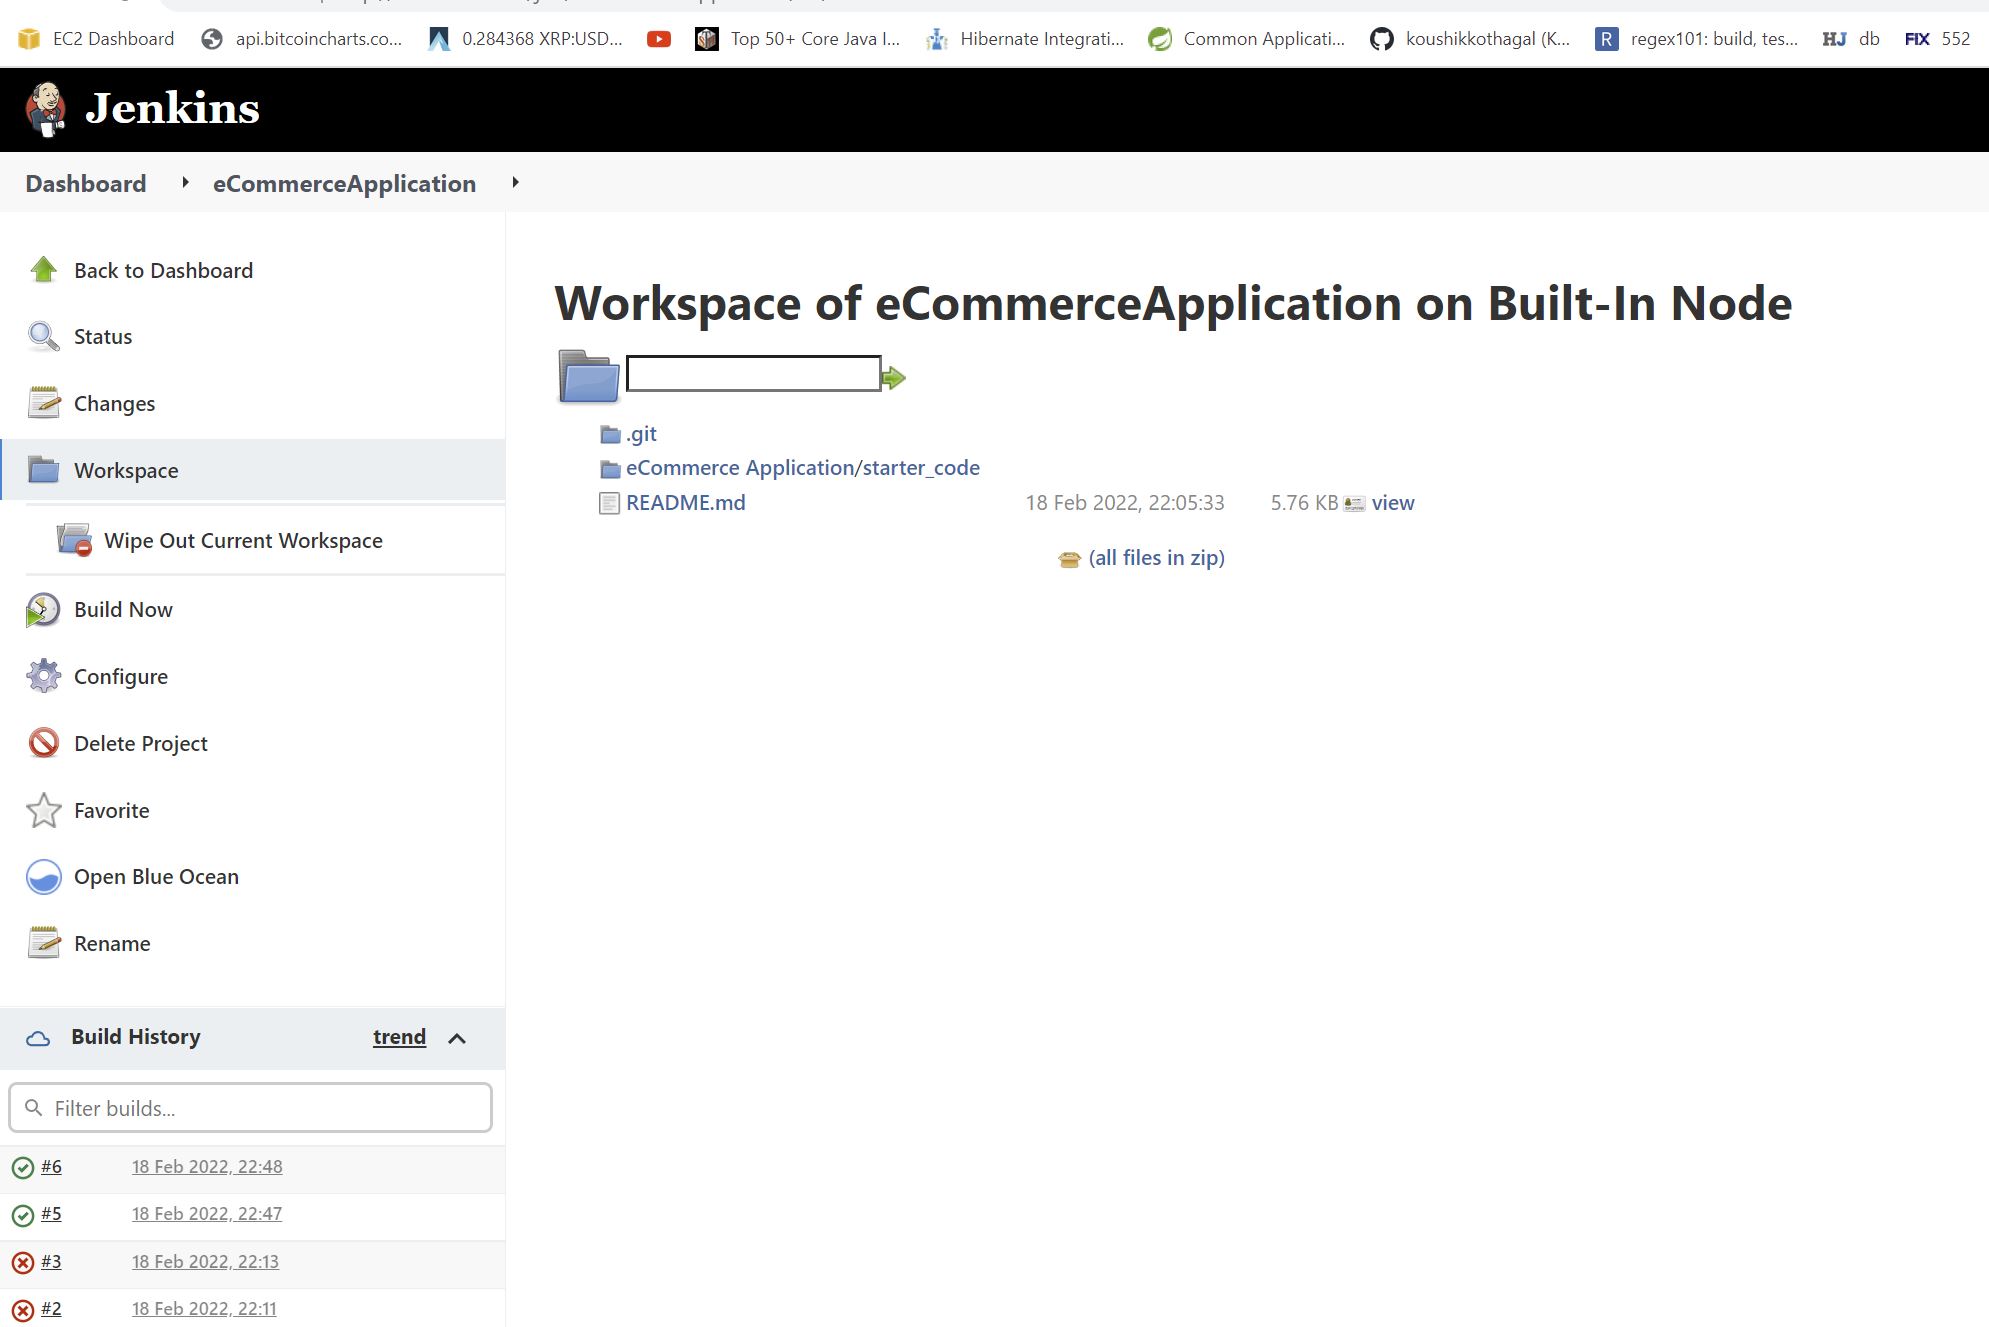 EC2 Dashboard api.bitcoincharts.co... 0.284368 XRP:USD... Top 50+ Core Java I... Hibernate Integrati... Common Applicati... koushikkothagal (K... R regex101: build, tes... HJ db FIX 552
Jenkins
Dashboard eCommerceApplication
Back to Dashboard
Status
Changes
Workspace
Wipe Out Current Workspace
Build Now
Configure
Delete Project
Favorite
Open Blue Ocean
Rename
Build History trend
Filter builds...
#6 18 Feb 2022, 22:48
#5 18 Feb 2022, 22:47
#3 18 Feb 2022, 22:13
#2 18 Feb 2022, 22:11
Workspace of eCommerceApplication on Built-In Node
.git
eCommerce Application/starter_code
README.md 18 Feb 2022, 22:05:33 5.76 KB view
(all files in zip)